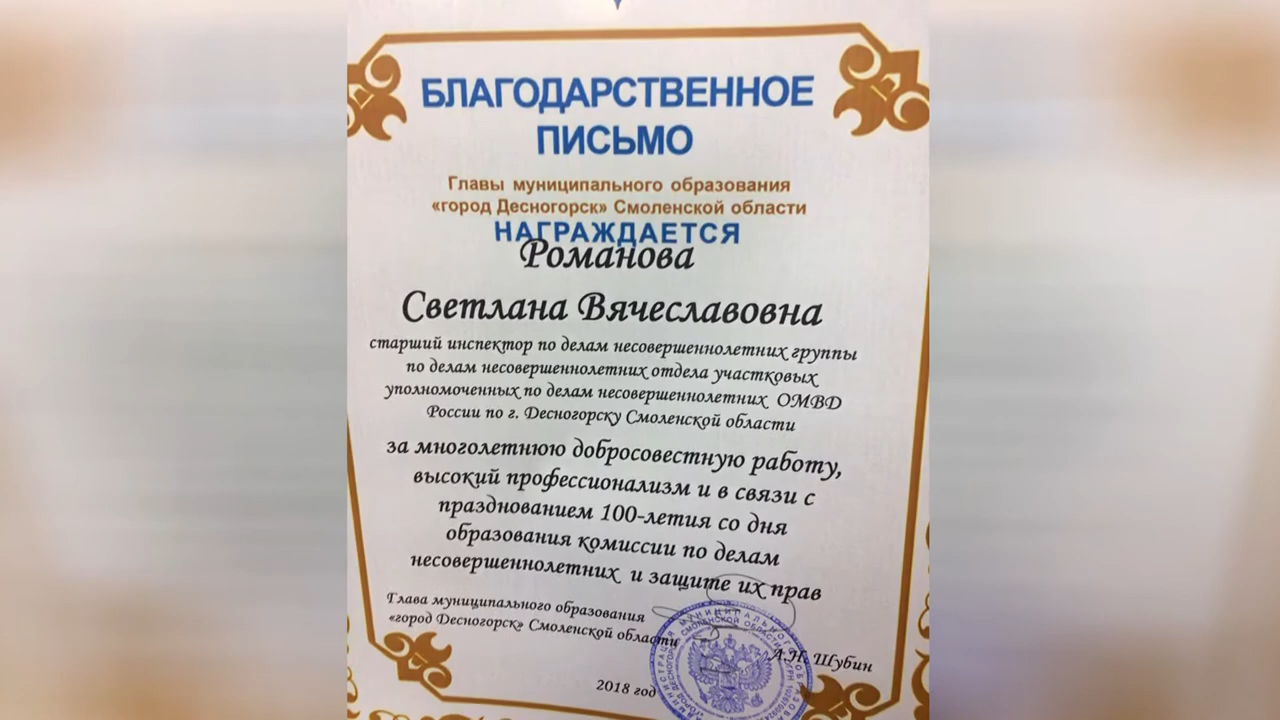 БЛАГОДАРСТВЕННОЕ
ПИСЬМО
Главы муниципального образования
«город Десногорск» Смоленской области
НАГРАЖДАЕТСЯ
Романова
Светлана Вячеславовна
старший инспектор по делам несовершеннолетних группы
по делам несовершеннолетних отдела участковых
уполномоченных по делам несовершеннолетних ОМВД
России по г. Десногорску Смоленской области
за многолетнюю добросовестную работу,
высокий профессионализм и в связи с
празднованием 100-летия со дня
образования комиссии по делам
несовершеннолетних и защите их прав
Глава муниципального образования
«город Десногорск» Смоленской области
А.Н. Шубин
2018 год